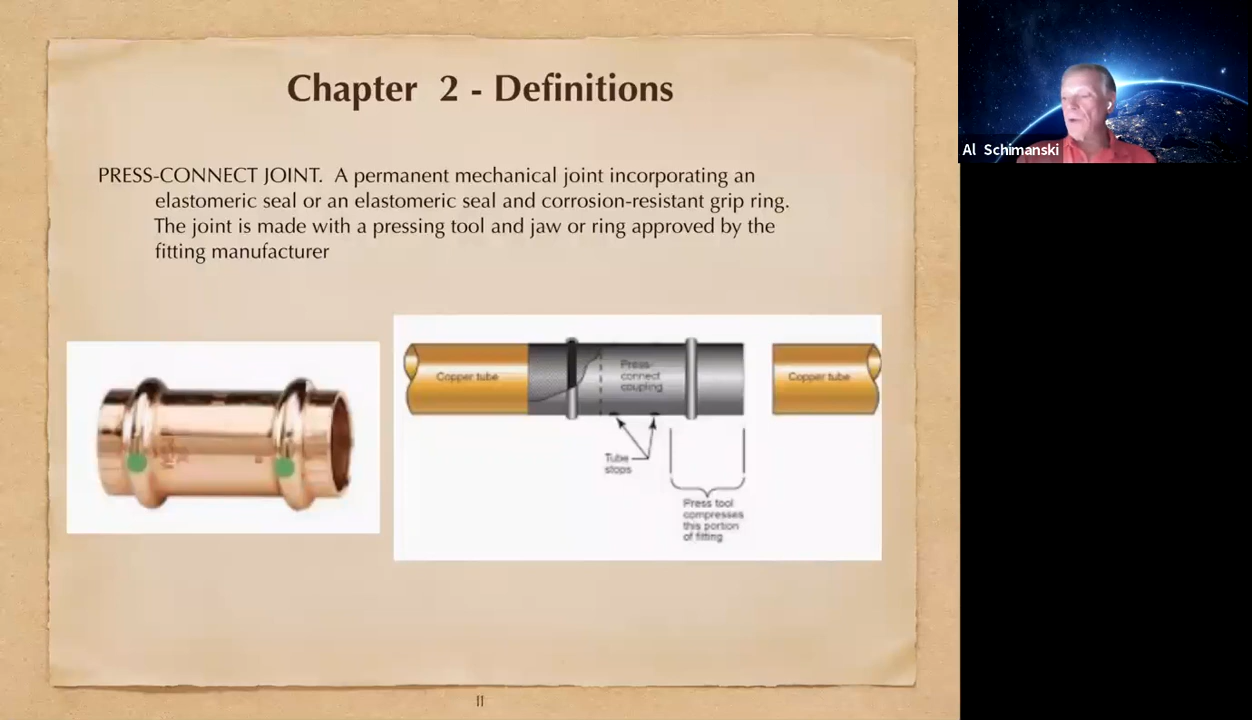 Chapter 2 - Definitions
PRESS-CONNECT JOINT. A permanent mechanical joint incorporating an
elastomeric seal or an elastomeric seal and corrosion-resistant grip ring.
The joint is made with a pressing tool and jaw or ring approved by the
fitting manufacturer
Copper tube
Press-
connect
coupling
Copper tube
Tube
stops
Press tool
compresses
this portion
of fitting
11
Al Schimanski